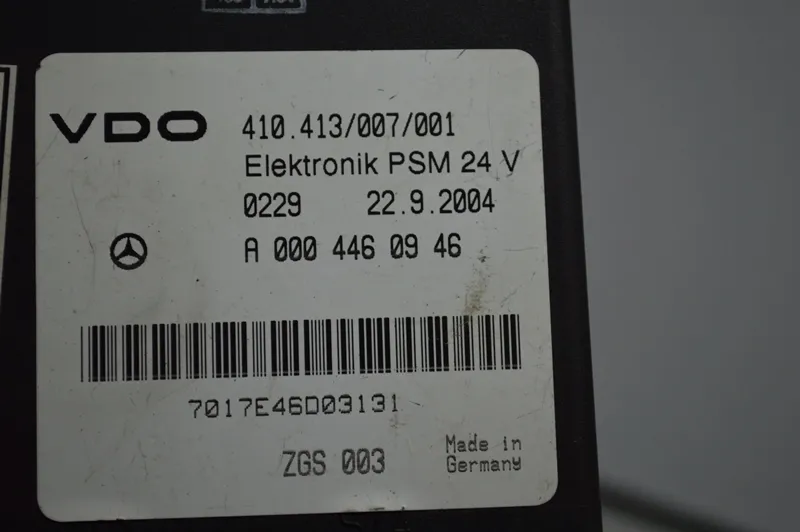 VDO 410.413/007/001
Elektronik PSM 24 V
0229 22.9.2004
A 000 446 09 46
7017E46D03131
ZGS 003
Made in
Germany